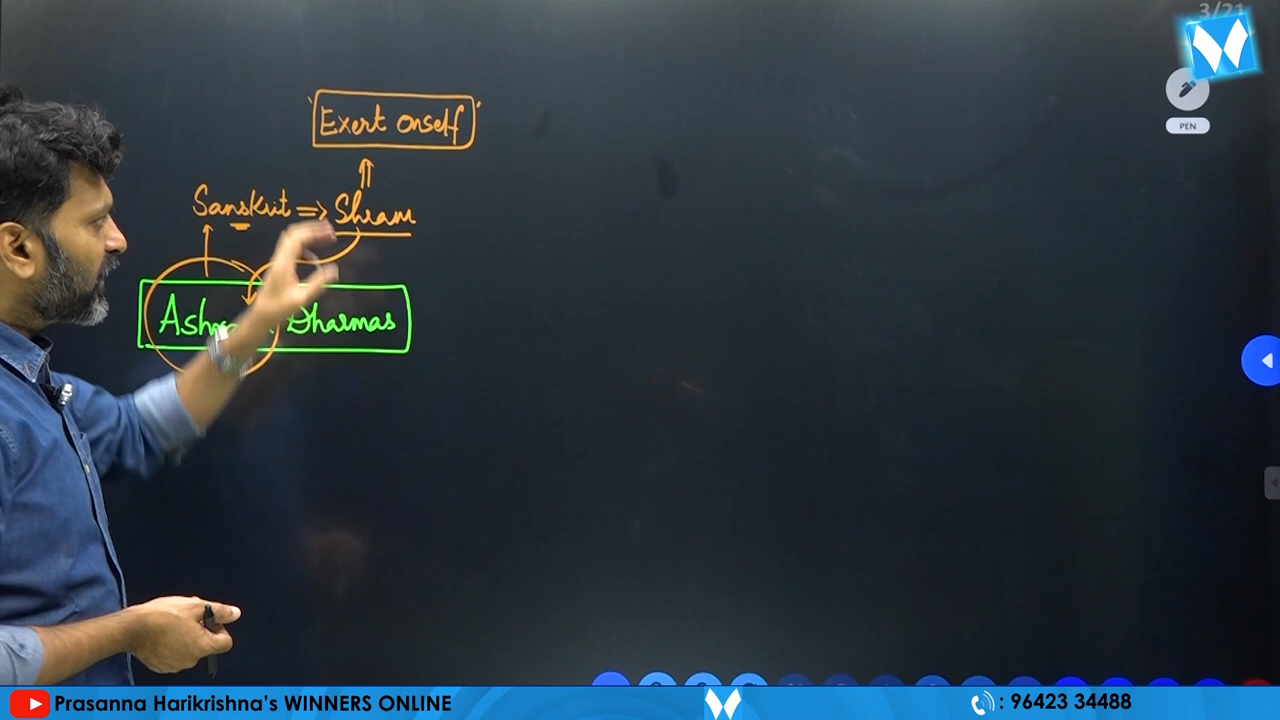 3/21
PEN
Exert onself
Sanskrit => Shram
Dharmas
Prasanna Harikrishna's WINNERS ONLINE
: 96423 34488